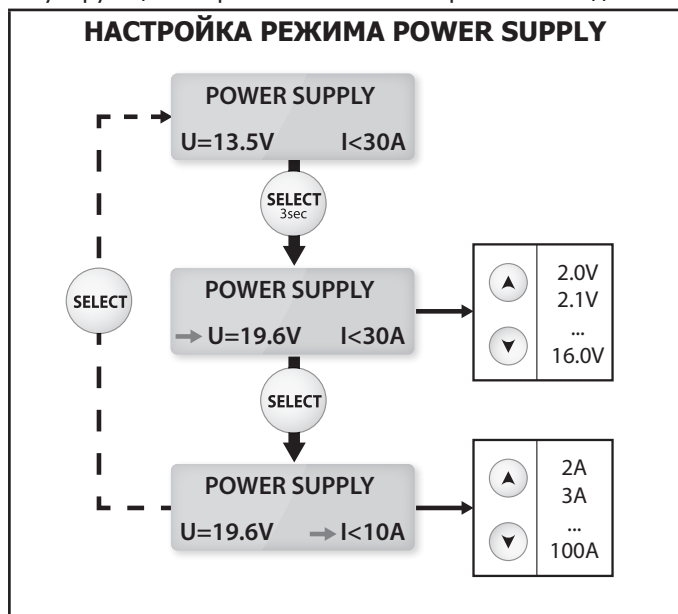 НАСТРОЙКА РЕЖИМА POWER SUPPLY
POWER SUPPLY
U=13.5V I<30A
SELECT
3sec
POWER SUPPLY
U=19.6V I<30A
2.0V
2.1V
...
16.0V
SELECT
SELECT
POWER SUPPLY
U=19.6V I<10A
2A
3A
...
100A